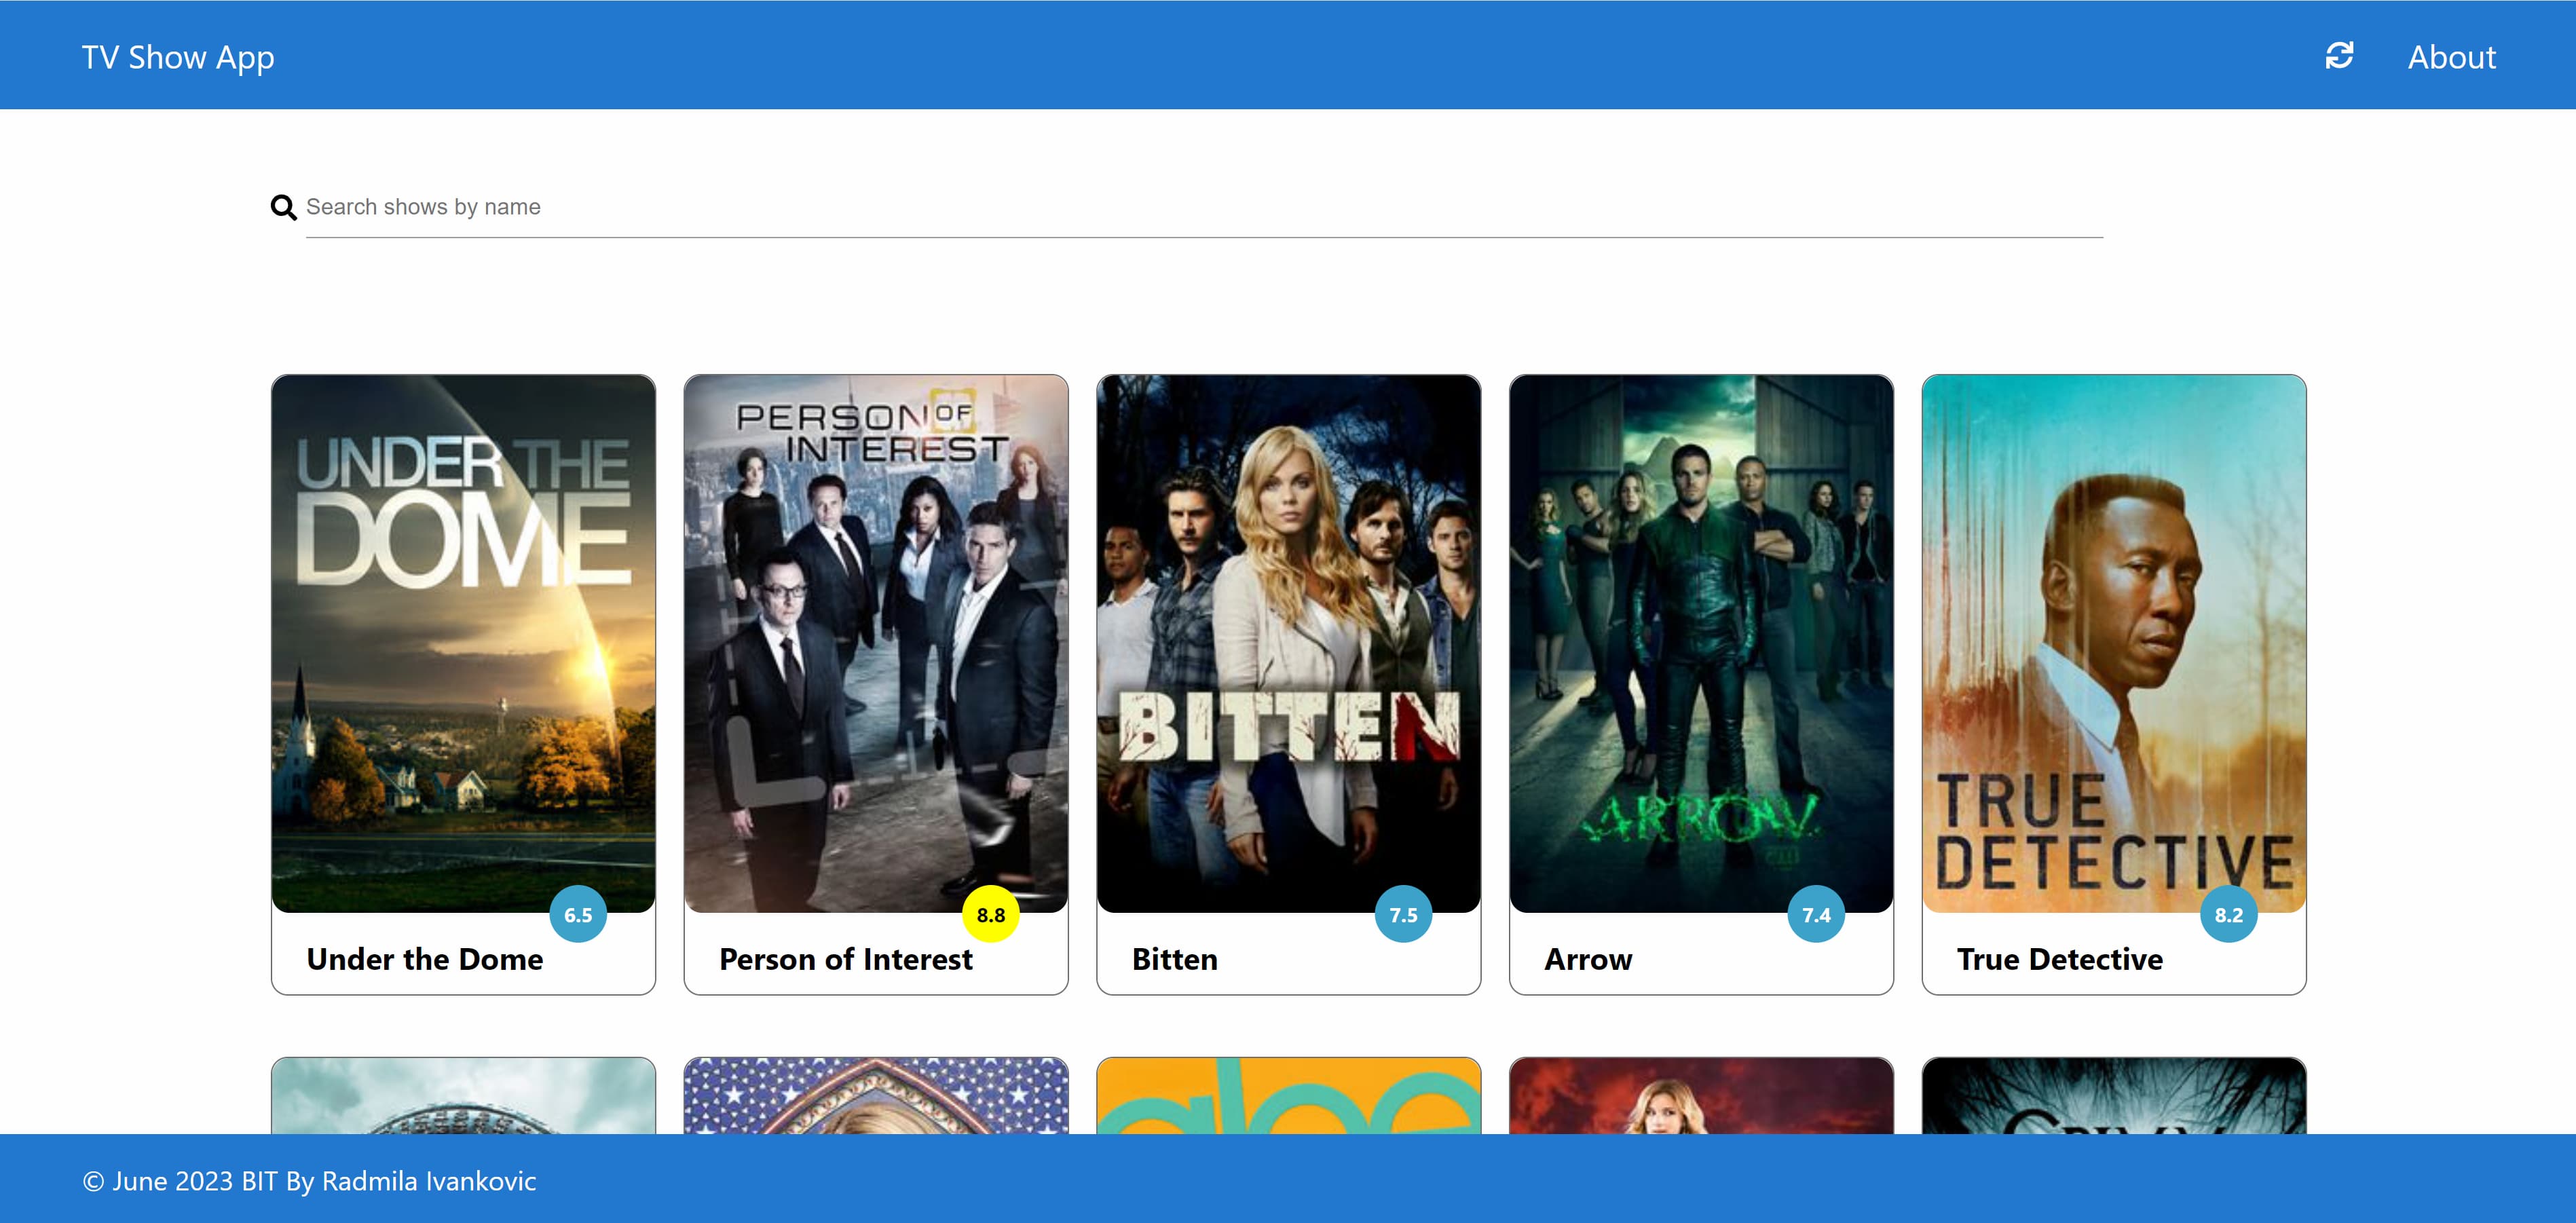 TV Show App
About
Search shows by name
UNDER THE
DOME
PERSON OF
INTEREST
BITTEN
ARROW
TRUE
DETECTIVE
6.5
8.8
7.5
7.4
8.2
Under the Dome
Person of Interest
Bitten
Arrow
True Detective
© June 2023 BIT By Radmila Ivankovic